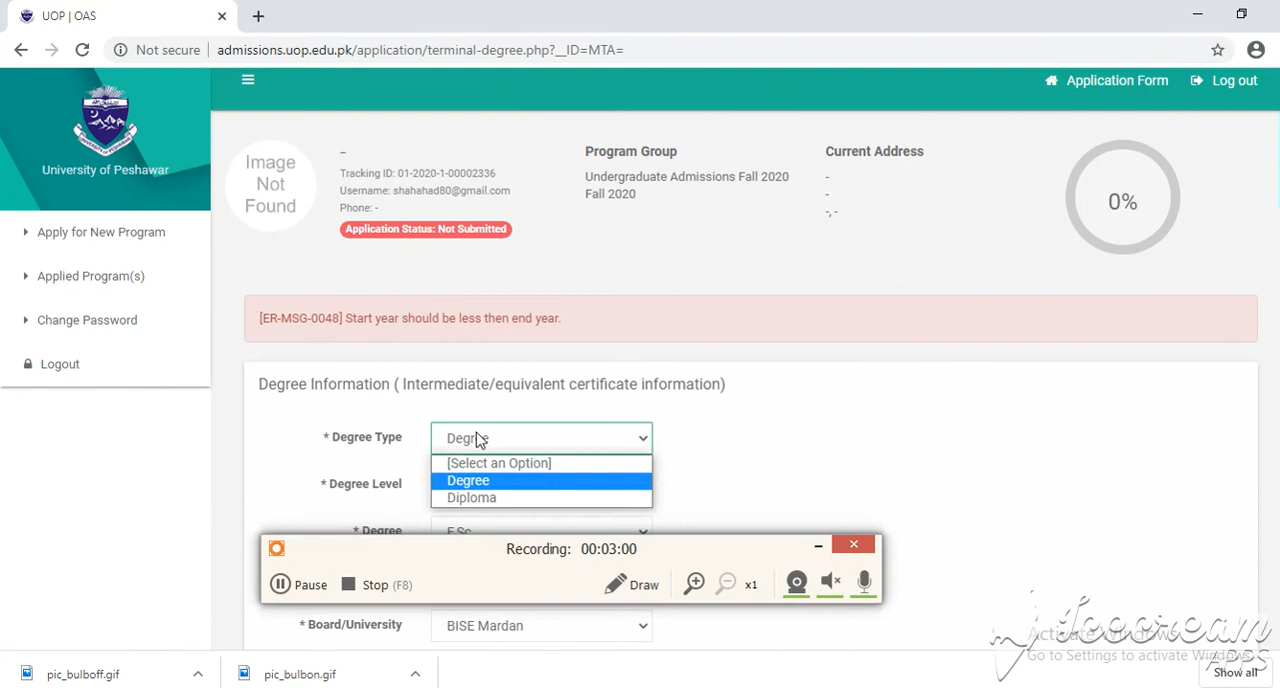 UOP | OAS
Not secure
admissions.uop.edu.pk/application/terminal-degree.php?__ID=MTA=
University of Peshawar
Application Form
Log out
Image
Not
Found
-
Tracking ID: 01-2020-1-00002336
Username: shahahad80@gmail.com
Phone: -
Application Status: Not Submitted
Program Group
Undergraduate Admissions Fall 2020
Fall 2020
Current Address
-
-
-, -
0%
Apply for New Program
Applied Program(s)
Change Password
Logout
[ER-MSG-0048] Start year should be less then end year.
Degree Information ( Intermediate/equivalent certificate information)
* Degree Type
Degree
[Select an Option]
Degree
Diploma
* Degree Level
* Degree
F.Sc
Recording: 00:03:00
Pause
Stop (F8)
Draw
x1
* Board/University
BISE Mardan
Activate Windows
Go to Settings to activate Windows.
Icecream
APPS
pic_bulboff.gif
pic_bulbon.gif
Show all